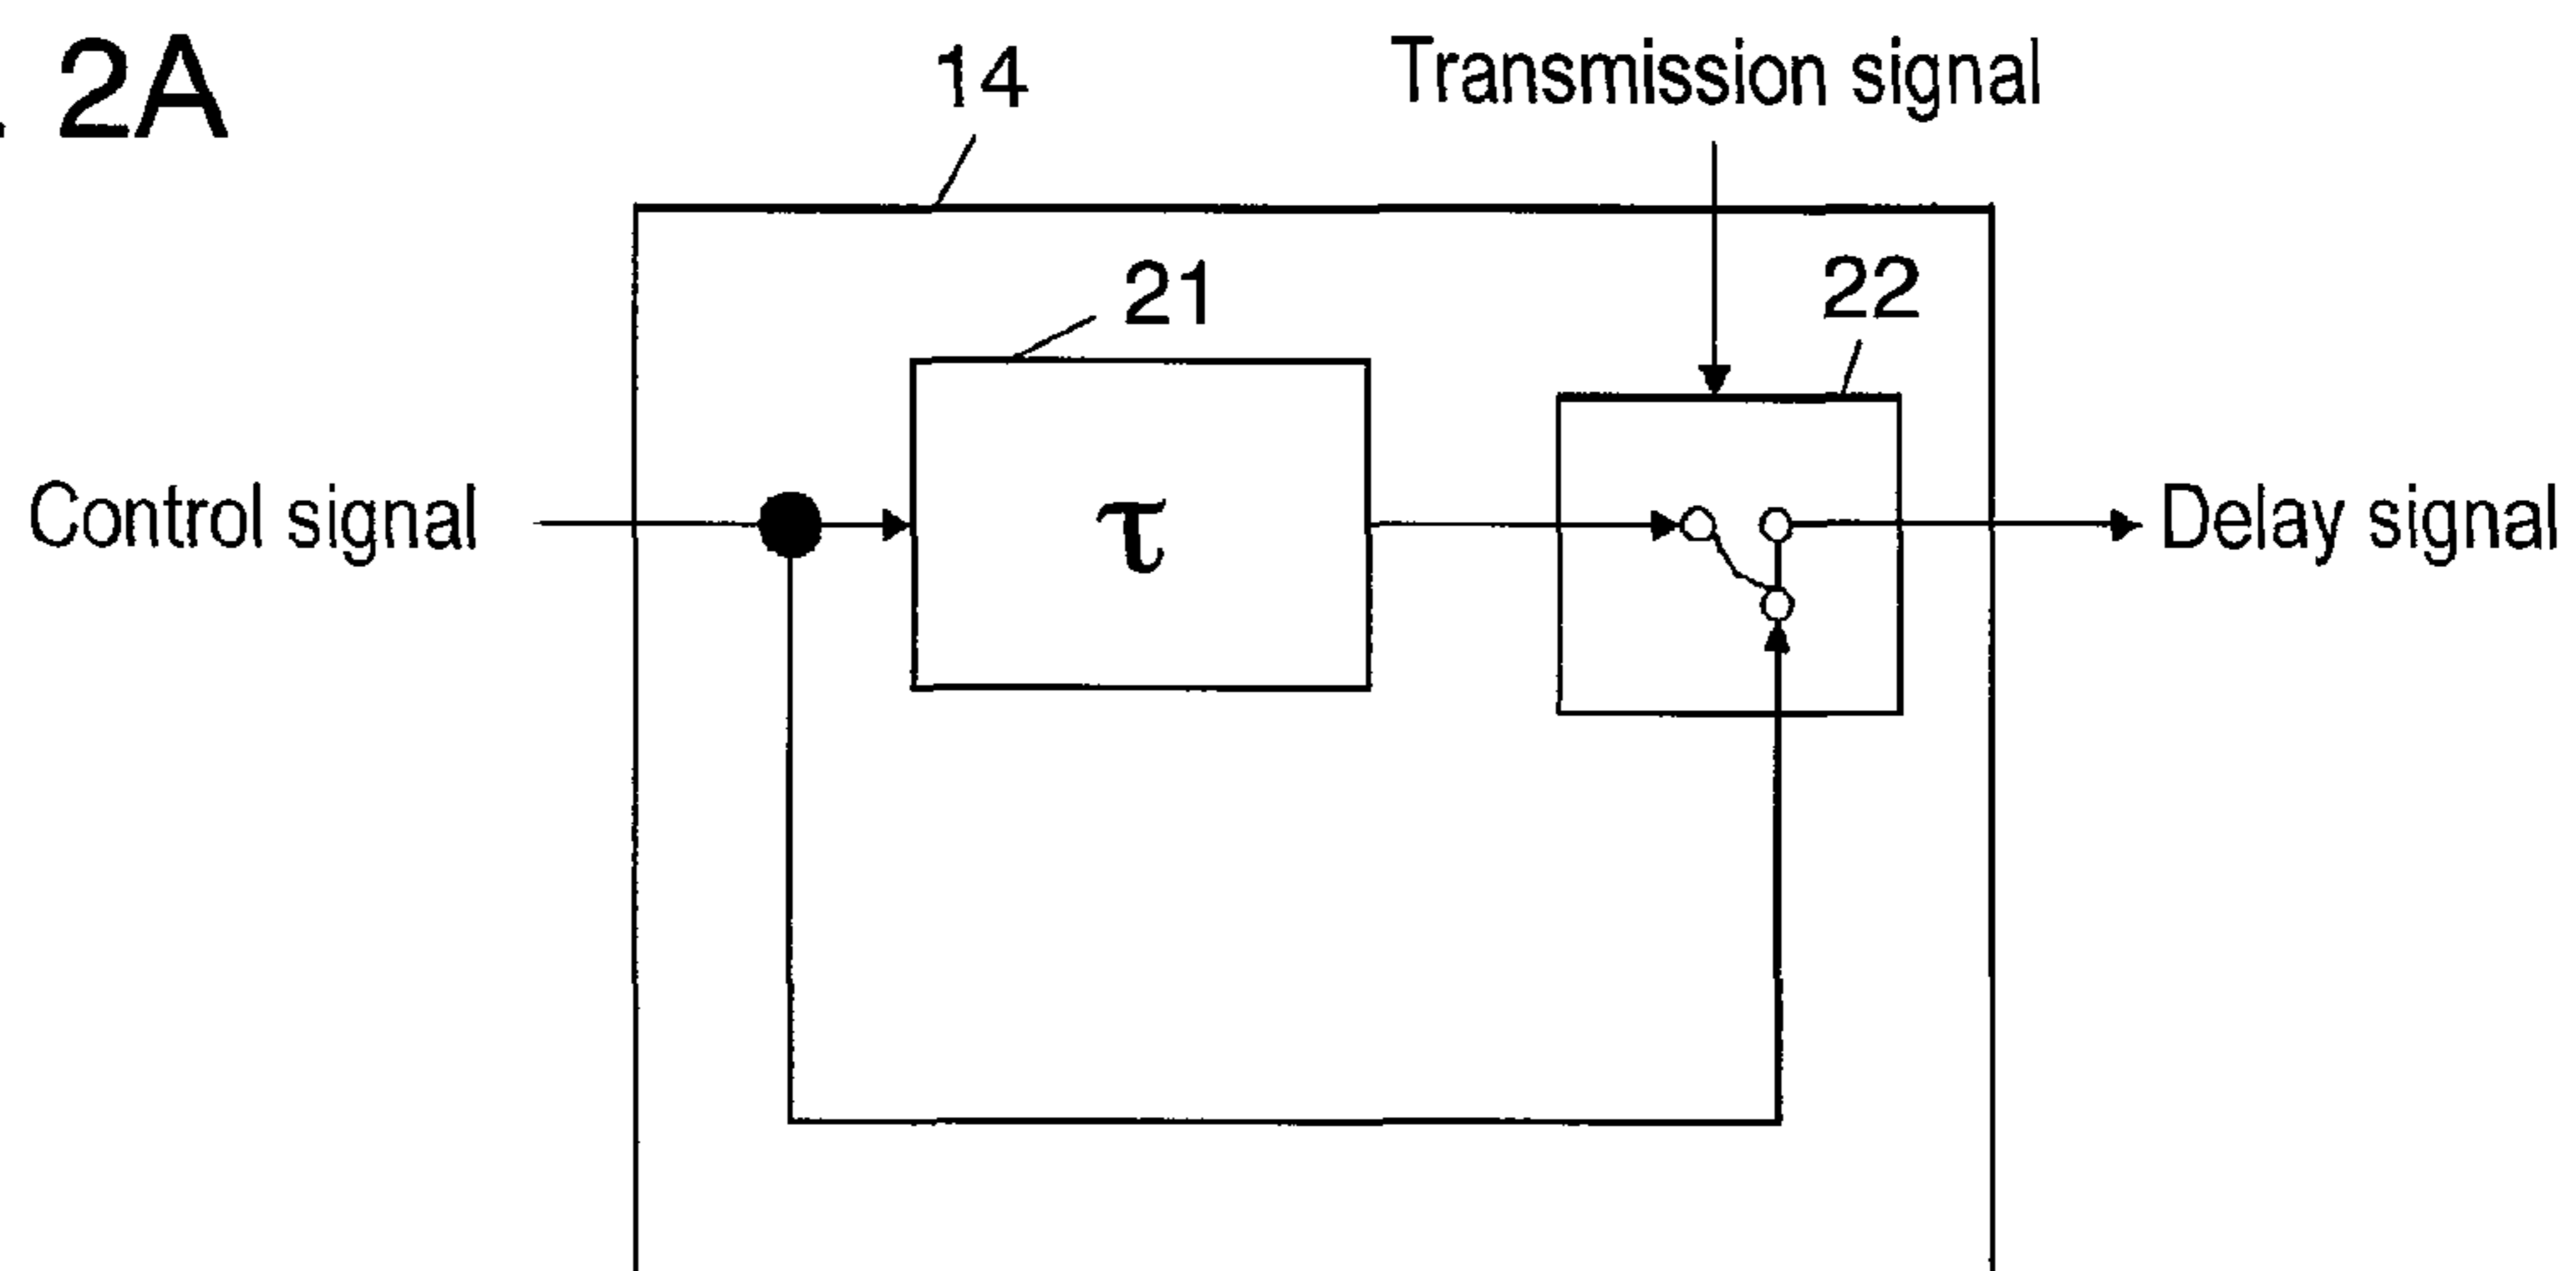 . 2A
14
Transmission signal
21
22
Control signal
τ
Delay signal